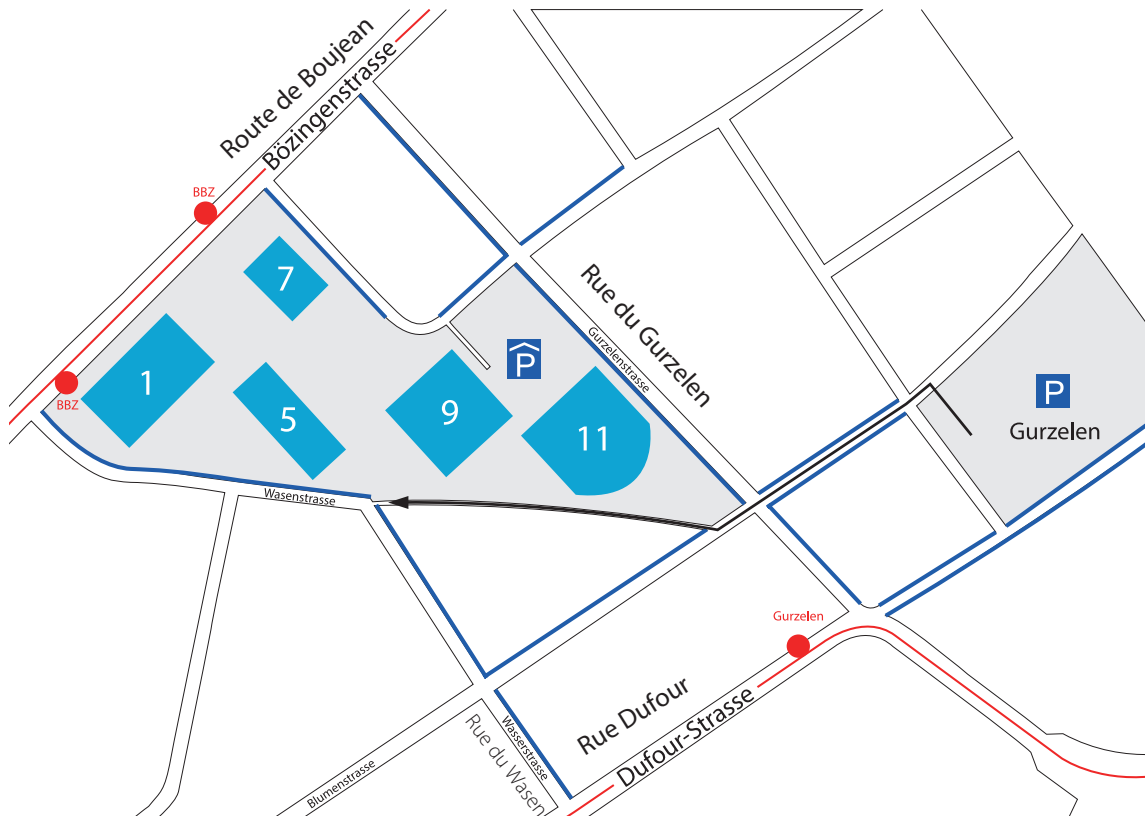 Route de Boujean
Bözingenstrasse
BBZ
7
Rue du Gurzelen
Gurzelenstrasse
P
P
Gurzelen
1
BBZ
5
9
11
Wasenstrasse
Gurzelen
Rue Dufour
Dufour-Strasse
Wasserstrasse
Rue du Wasen
Blumenstrasse